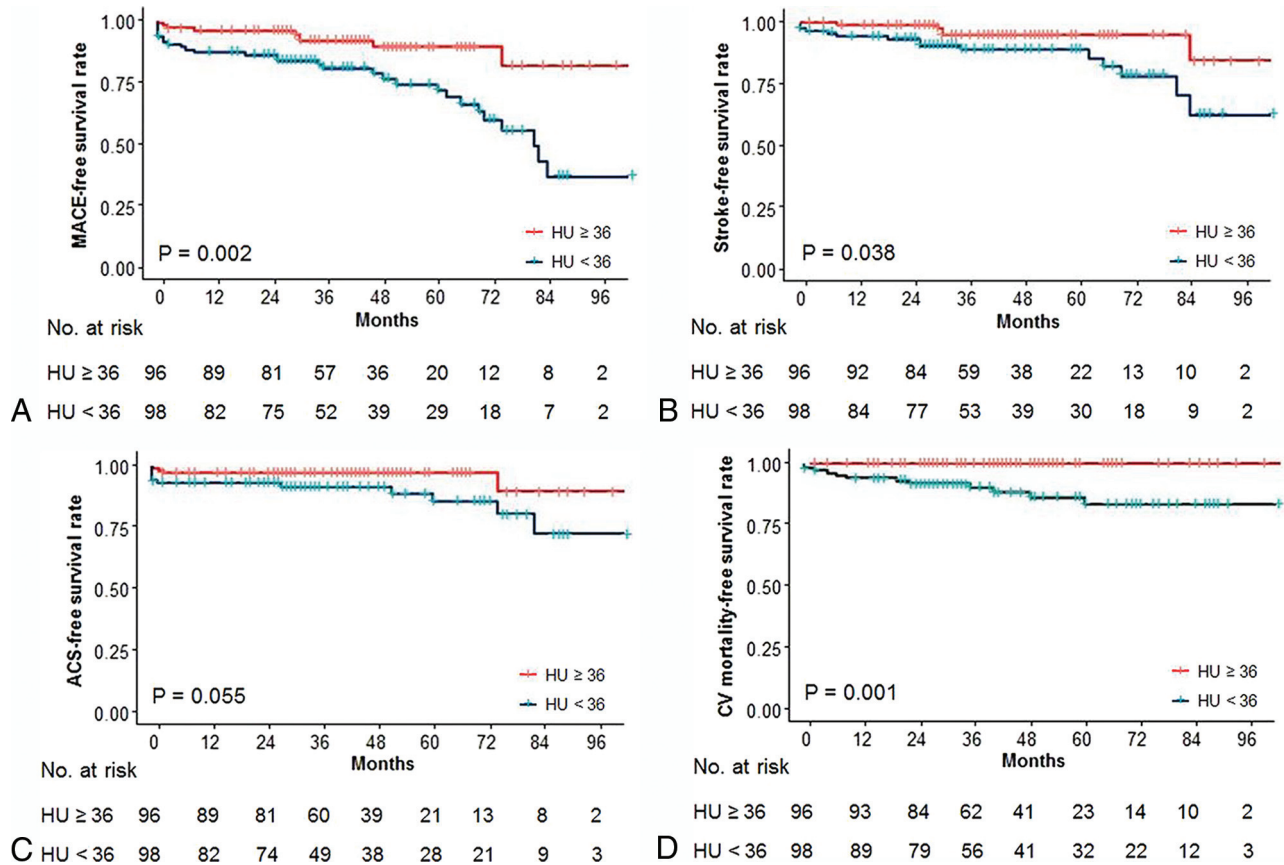 MACE-free survival rate
1.00
0.75
0.50
0.25
0.00
HU ≥ 36
HU < 36
P = 0.002
0 12 24 36 48 60 72 84 96
Months
No. at risk
HU ≥ 36 96 89 81 57 36 20 12 8 2
HU < 36 98 82 75 52 39 29 18 7 2
A
Stroke-free survival rate
1.00
0.75
0.50
0.25
0.00
HU ≥ 36
HU < 36
P = 0.038
0 12 24 36 48 60 72 84 96
Months
No. at risk
HU ≥ 36 96 92 84 59 38 22 13 10 2
HU < 36 98 84 77 53 39 30 18 9 2
B
ACS-free survival rate
1.00
0.75
0.50
0.25
0.00
HU ≥ 36
HU < 36
P = 0.055
0 12 24 36 48 60 72 84 96
Months
No. at risk
HU ≥ 36 96 89 81 60 39 21 13 8 2
HU < 36 98 82 74 49 38 28 21 9 3
C
CV mortality-free survival rate
1.00
0.75
0.50
0.25
0.00
HU ≥ 36
HU < 36
P = 0.001
0 12 24 36 48 60 72 84 96
Months
No. at risk
HU ≥ 36 96 93 84 62 41 23 14 10 2
HU < 36 98 89 79 56 41 32 22 12 3
D